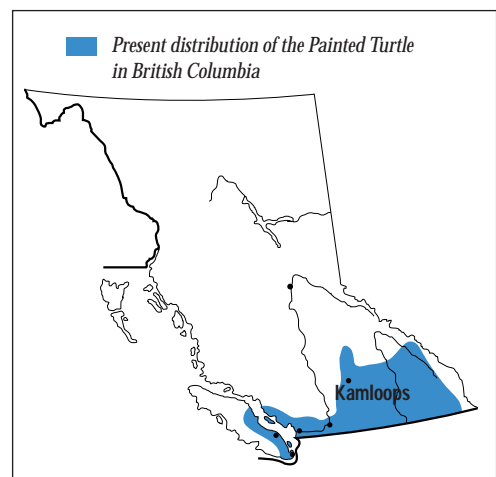 Present distribution of the Painted Turtle
in British Columbia
Kamloops